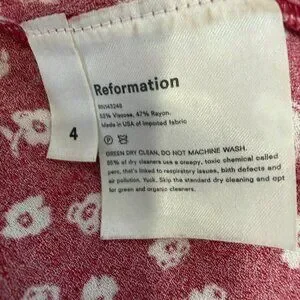 Reformation
RN143248
53% Viscose, 47% Rayon.
Made in USA of imported fabric
4
GREEN DRY CLEAN, DO NOT MACHINE WASH.
85% of dry cleaners use a creepy, toxic chemical called
perc, that's linked to respiratory issues, birth defects and
air pollution. Yuck. Skip the standard dry cleaning and opt
for green and organic cleaners.